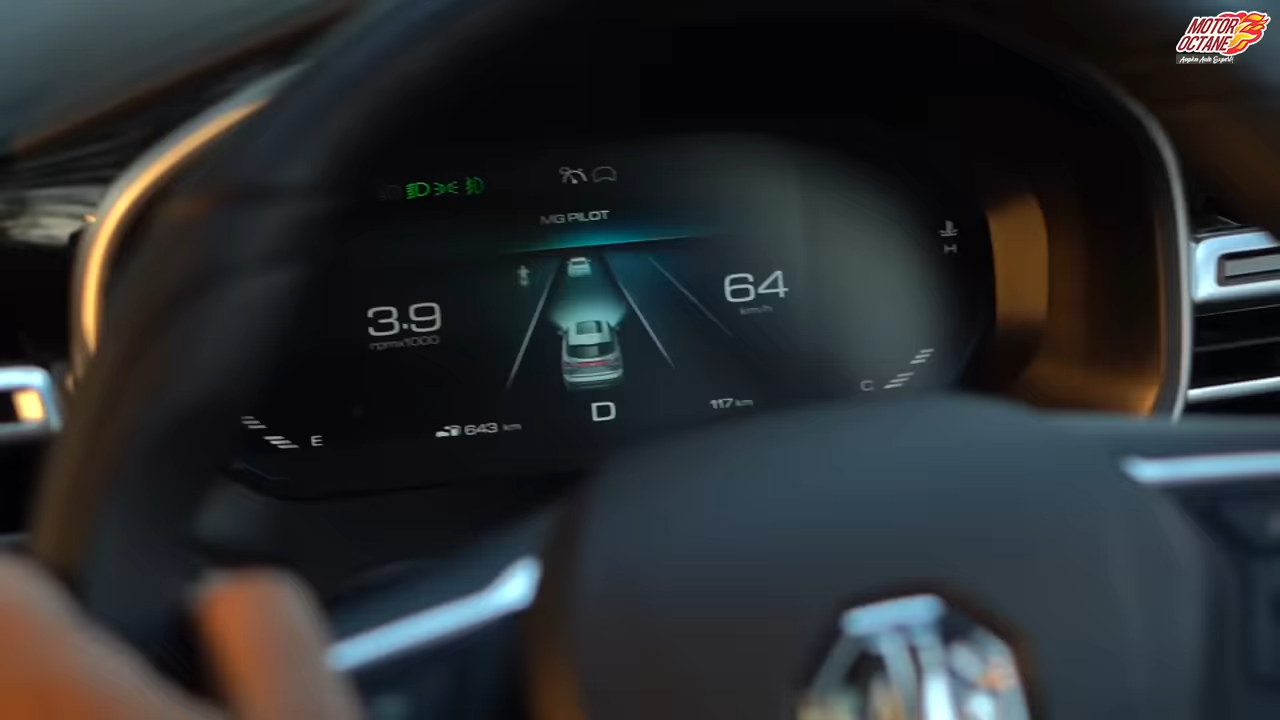 MOTOR
OCTANE
MG PILOT
3.9
rpmx1000
64
km/h
H
C
E
643 km
D
117 km